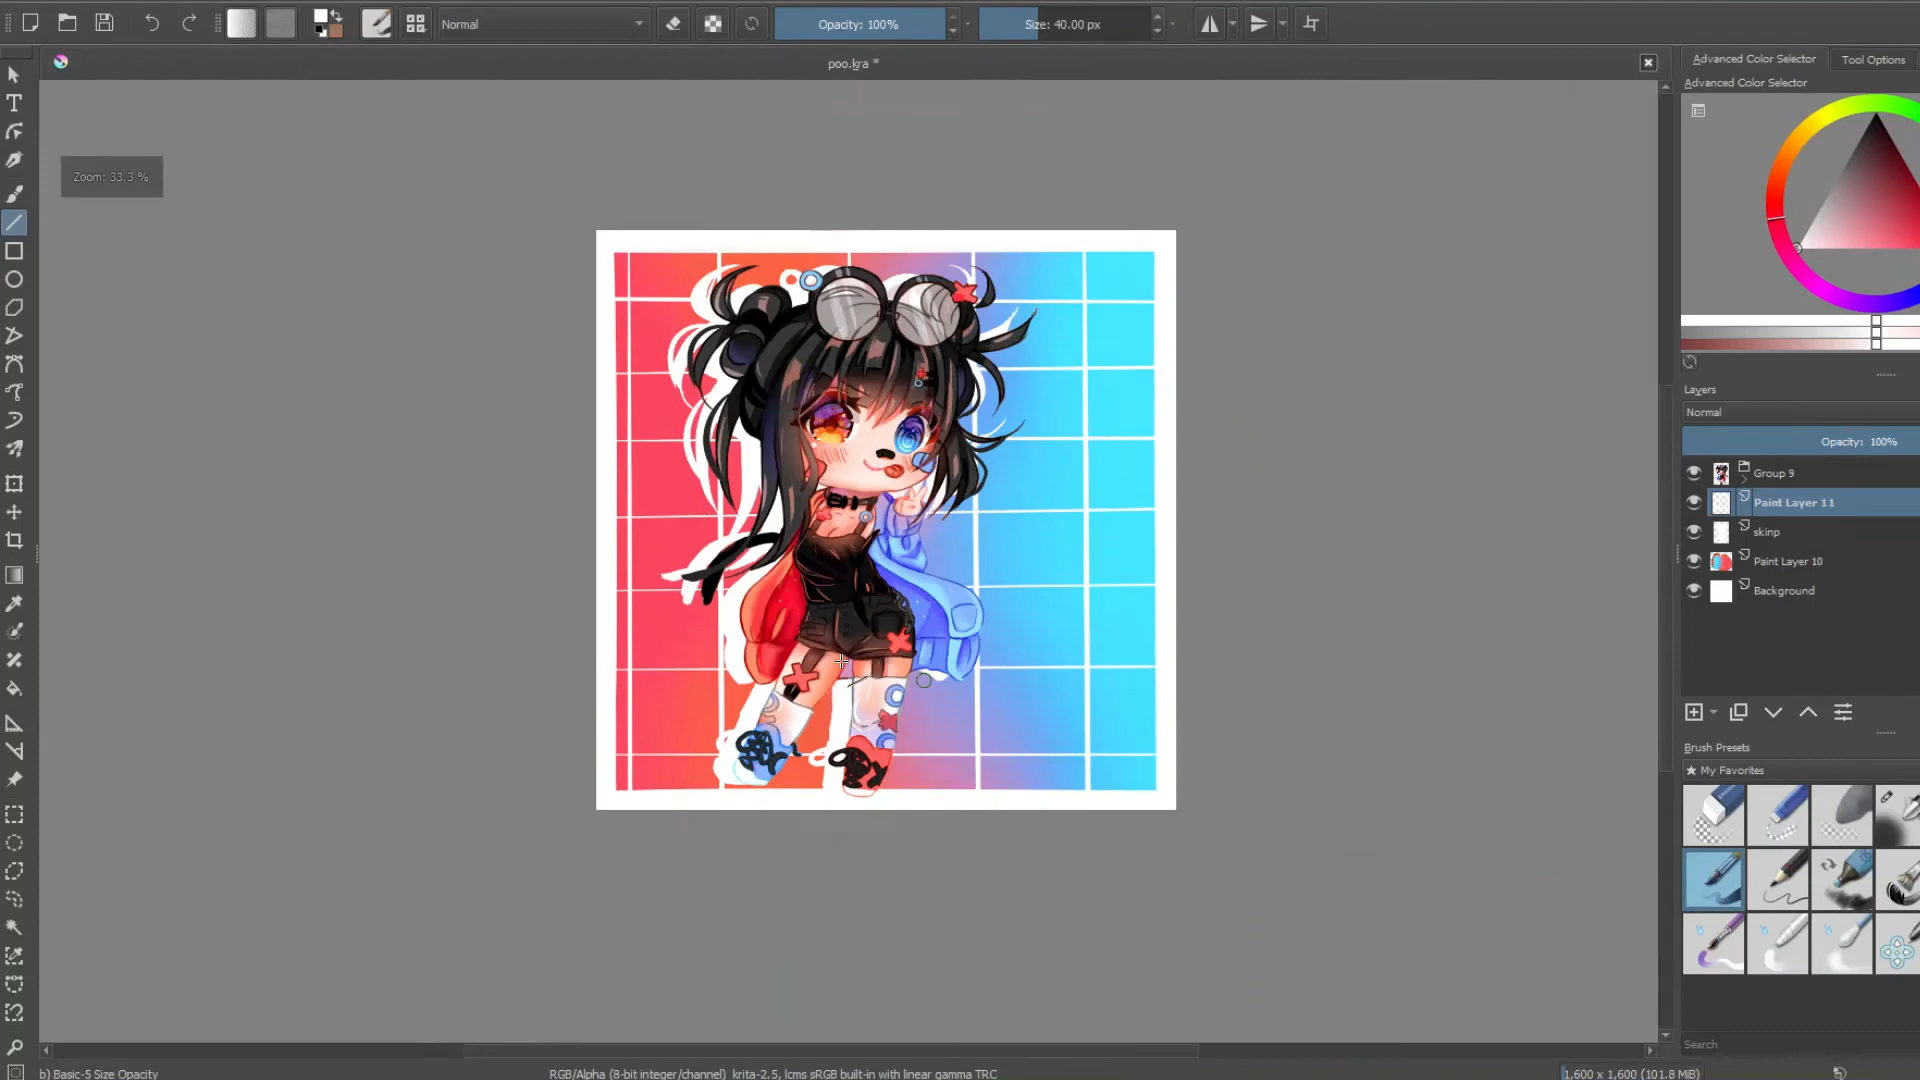 Normal
Opacity: 100%
Size: 40.00 px
poo.kra *
Advanced Color Selector
Tool Options
Advanced Color Selector
Zoom: 33.3 %
Layers
Normal
Opacity: 100%
Group 9
Paint Layer 11
skinp
Paint Layer 10
Background
Brush Presets
★ My Favorites
Search
b) Basic-5 Size Opacity
RGB/Alpha (8-bit integer/channel) krita-2.5, lcms sRGB built-in with linear gamma TRC
1,600 x 1,600 (101.8 MiB)